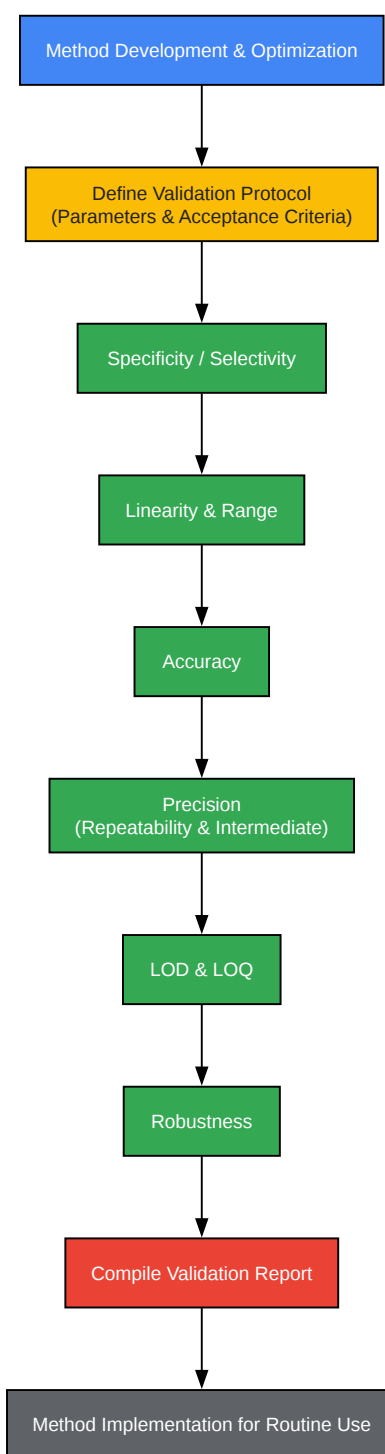 Method Development & Optimization
Define Validation Protocol
(Parameters & Acceptance Criteria)
Specificity / Selectivity
Linearity & Range
Accuracy
Precision
(Repeatability & Intermediate)
LOD & LOQ
Robustness
Compile Validation Report
Method Implementation for Routine Use